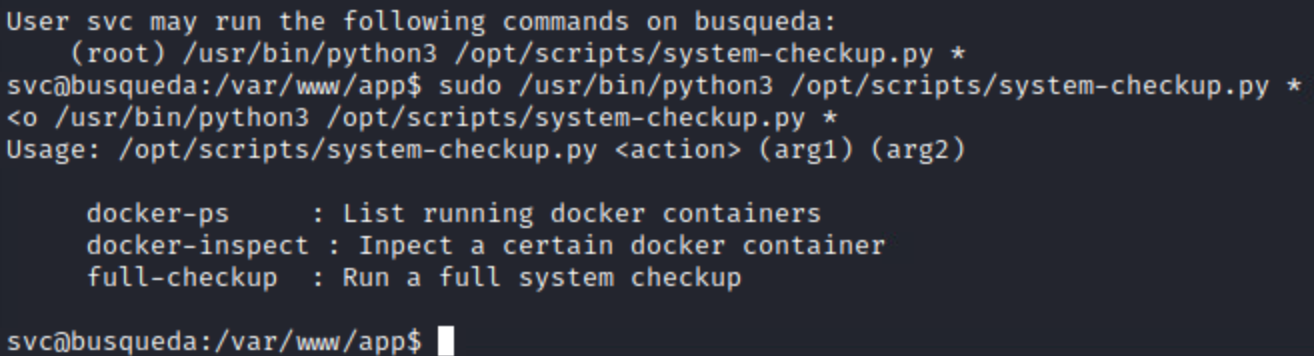 User svc may run the following commands on busqueda:
    (root) /usr/bin/python3 /opt/scripts/system-checkup.py *
svc@busqueda:/var/www/app$ sudo /usr/bin/python3 /opt/scripts/system-checkup.py *
<o /usr/bin/python3 /opt/scripts/system-checkup.py *
Usage: /opt/scripts/system-checkup.py <action> (arg1) (arg2)

     docker-ps     : List running docker containers
     docker-inspect : Inpect a certain docker container
     full-checkup  : Run a full system checkup

svc@busqueda:/var/www/app$